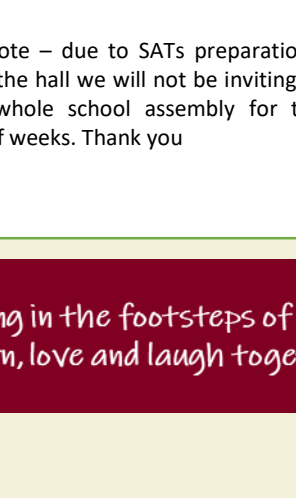 ote – due to SATs preparatio
the hall we will not be inviting
whole school assembly for t
f weeks. Thank you
ng in the footsteps of
n, love and laugh toge